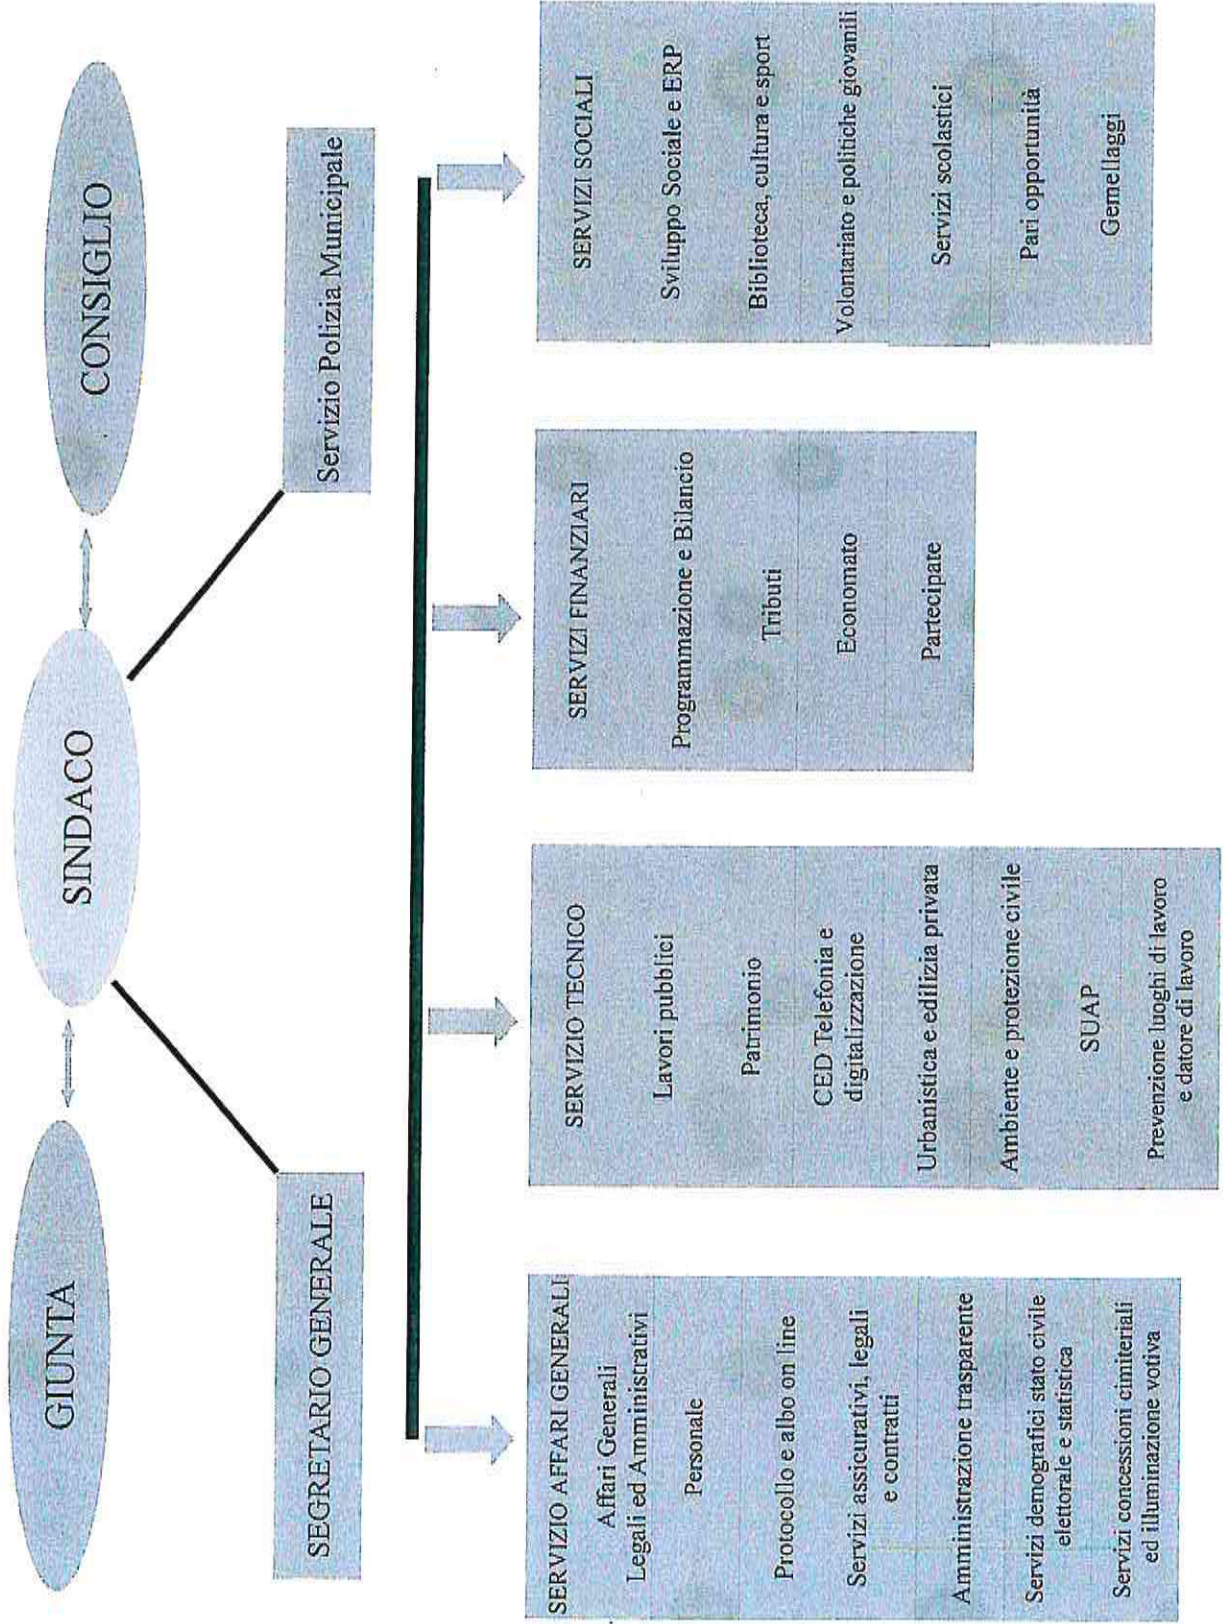 GIUNTA
SINDACO
CONSIGLIO
SEGRETARIO GENERALE
Servizio Polizia Municipale
SERVIZIO AFFARI GENERALI
Affari Generali
Legali ed Amministrativi
Personale
Protocollo e albo on line
Servizi assicurativi, legali
e contratti
Amministrazione trasparente
Servizi demografici stato civile
elettorale e statistica
Servizi concessioni cimiteriali
ed illuminazione votiva
SERVIZIO TECNICO
Lavori pubblici
Patrimonio
CED Telefonia e
digitalizzazione
Urbanistica e edilizia privata
Ambiente e protezione civile
SUAP
Prevenzione luoghi di lavoro
e datore di lavoro
SERVIZI FINANZIARI
Programmazione e Bilancio
Tributi
Economato
Partecipate
SERVIZI SOCIALI
Sviluppo Sociale e ERP
Biblioteca, cultura e sport
Volontariato e politiche giovanili
Servizi scolastici
Pari opportunità
Gemellaggi